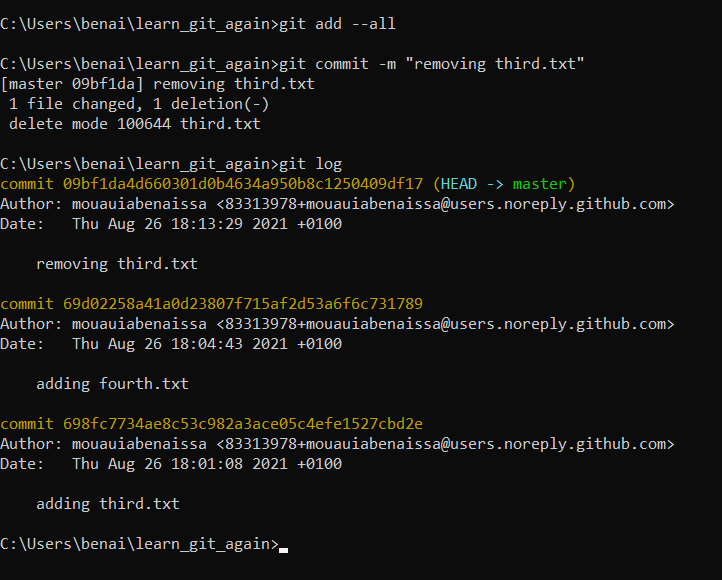 C:\Users\benai\learn_git_again>git add --all
C:\Users\benai\learn_git_again>git commit -m "removing third.txt"
[master 09bf1da] removing third.txt
 1 file changed, 1 deletion(-)
 delete mode 100644 third.txt
C:\Users\benai\learn_git_again>git log
commit 09bf1da4d660301d0b4634a950b8c1250409df17 (HEAD -> master)
Author: mouauiabenaissa <83313978+mouauiabenaissa@users.noreply.github.com>
Date:   Thu Aug 26 18:13:29 2021 +0100
    removing third.txt
commit 69d02258a41a0d23807f715af2d53a6f6c731789
Author: mouauiabenaissa <83313978+mouauiabenaissa@users.noreply.github.com>
Date:   Thu Aug 26 18:04:43 2021 +0100
    adding fourth.txt
commit 698fc7734ae8c53c982a3ace05c4efe1527cbd2e
Author: mouauiabenaissa <83313978+mouauiabenaissa@users.noreply.github.com>
Date:   Thu Aug 26 18:01:08 2021 +0100
    adding third.txt
C:\Users\benai\learn_git_again>